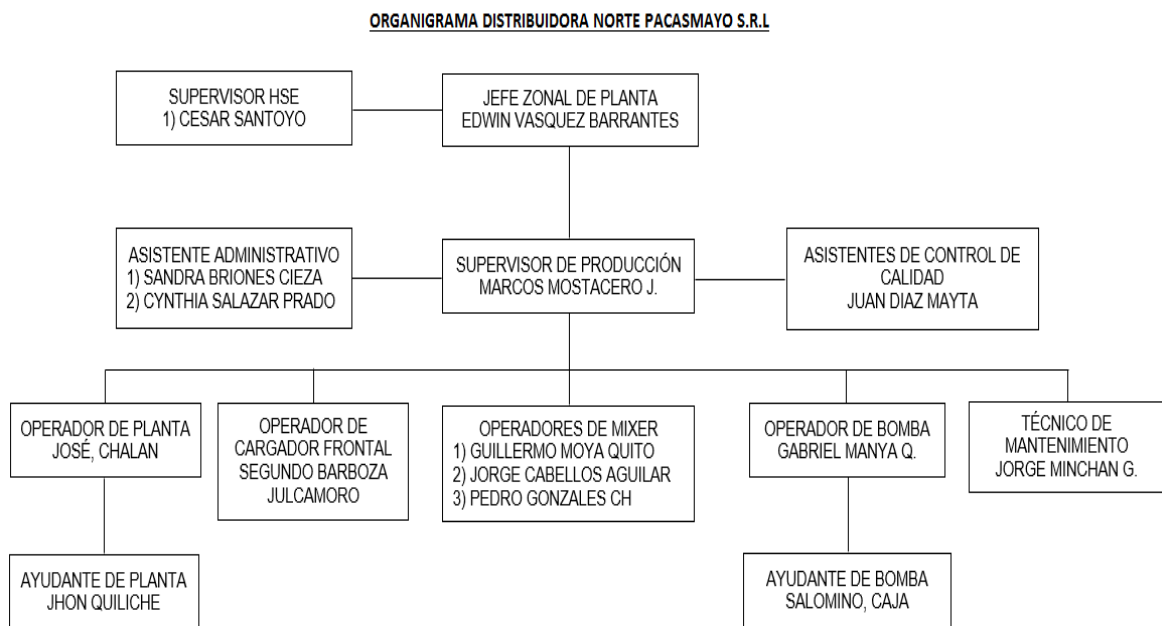 ORGANIGRAMA DISTRIBUIDORA NORTE PACASMAYO S.R.L
SUPERVISOR HSE
1) CESAR SANTOYO
JEFE ZONAL DE PLANTA
EDWIN VASQUEZ BARRANTES
ASISTENTE ADMINISTRATIVO
1) SANDRA BRIONES CIEZA
2) CYNTHIA SALAZAR PRADO
SUPERVISOR DE PRODUCCIÓN
MARCOS MOSTACERO J.
ASISTENTES DE CONTROL DE
CALIDAD
JUAN DIAZ MAYTA
OPERADOR DE PLANTA
JOSÉ, CHALAN
OPERADOR DE
CARGADOR FRONTAL
SEGUNDO BARBOZA
JULCAMORO
OPERADORES DE MIXER
1) GUILLERMO MOYA QUITO
2) JORGE CABELLOS AGUILAR
3) PEDRO GONZALES CH
OPERADOR DE BOMBA
GABRIEL MANYA Q.
TÉCNICO DE
MANTENIMIENTO
JORGE MINCHAN G.
AYUDANTE DE PLANTA
JHON QUILICHE
AYUDANTE DE BOMBA
SALOMINO, CAJA